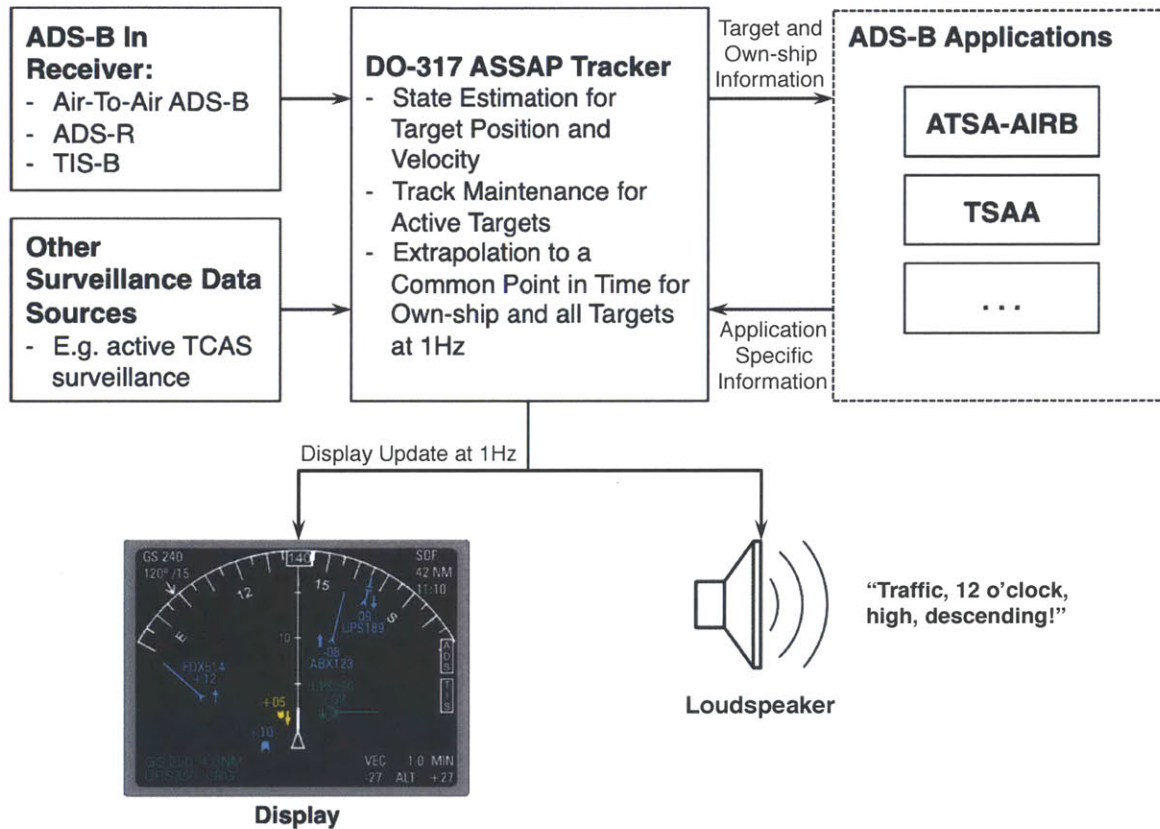 ADS-B In
Receiver:
- Air-To-Air ADS-B
- ADS-R
- TIS-B
Other
Surveillance Data
Sources
- E.g. active TCAS
surveillance
DO-317 ASSAP Tracker
- State Estimation for
Target Position and
Velocity
- Track Maintenance for
Active Targets
- Extrapolation to a
Common Point in Time for
Own-ship and all Targets
at 1Hz
Target and
Own-ship
Information
Application
Specific
Information
ADS-B Applications
ATSA-AIRB
TSAA
...
Display Update at 1Hz
GS 240
120° /15
140
SDF
42 NM
11:10
E
12
15
S
10
09
UPS189
-08
ABX123
FDX514
+12
+05
+10
ADS
TIS
VEC 1.0 MIN
-27 ALT +27
Display
"Traffic, 12 o'clock,
high, descending!"
Loudspeaker